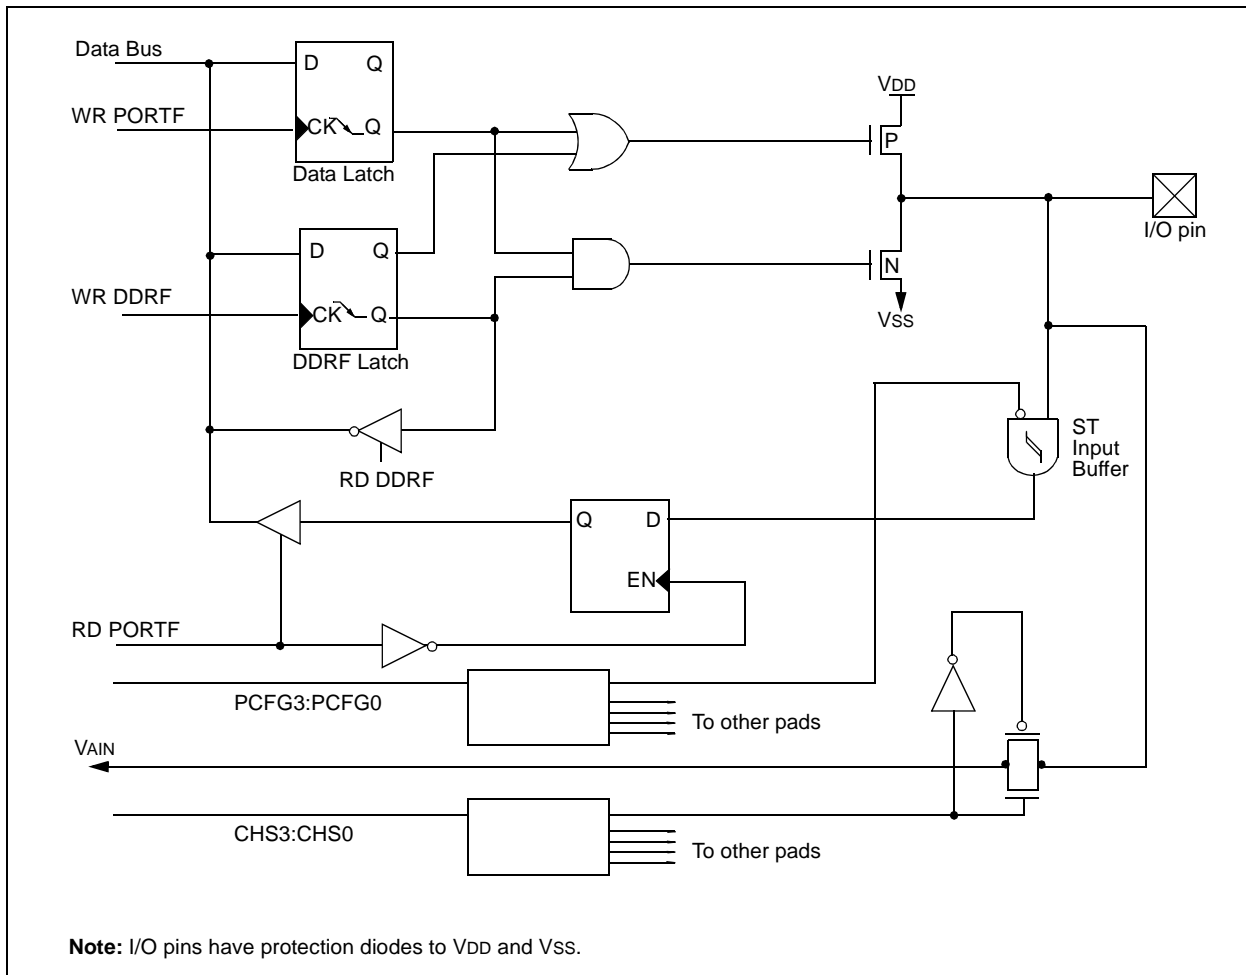 Data Bus
D Q
VDD
WR PORTF
CK Q
P
Data Latch
I/O pin
D Q
N
WR DDRF
CK Q
VSS
DDRF Latch
ST
Input
Buffer
RD DDRF
Q D
EN
RD PORTF
PCFG3:PCFG0
To other pads
VAIN
CHS3:CHS0
To other pads
Note: I/O pins have protection diodes to VDD and VSS.